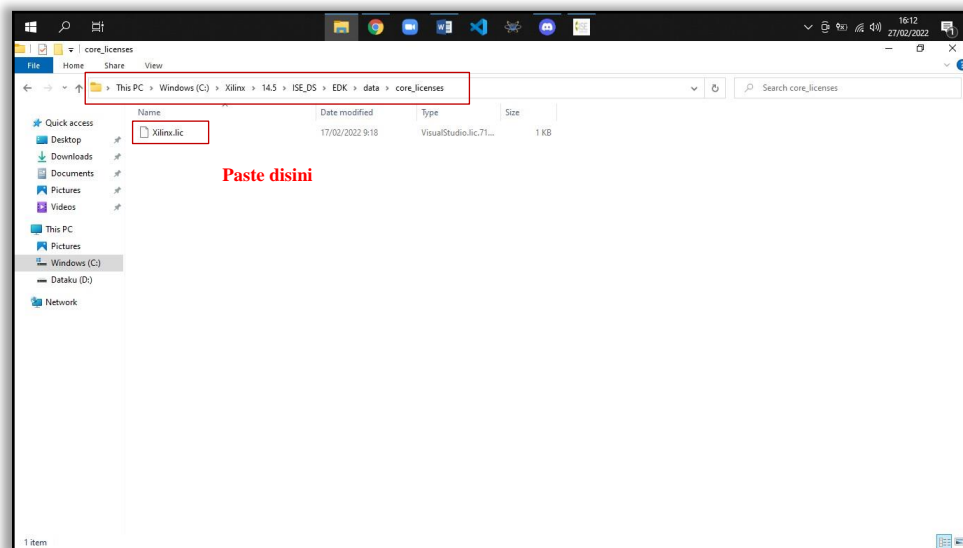 16:12
27/02/2022
core_licenses
File Home Share View
This PC > Windows (C:) > Xilinx > 14.5 > ISE_DS > EDK > data > core_licenses
Search core_licenses
Name Date modified Type Size
Xilinx.lic 17/02/2022 9:18 VisualStudio.lic.71... 1 KB
Quick access
Desktop
Downloads
Documents
Pictures
Videos
This PC
Pictures
Windows (C:)
Dataku (D:)
Network
Paste disini
1 item